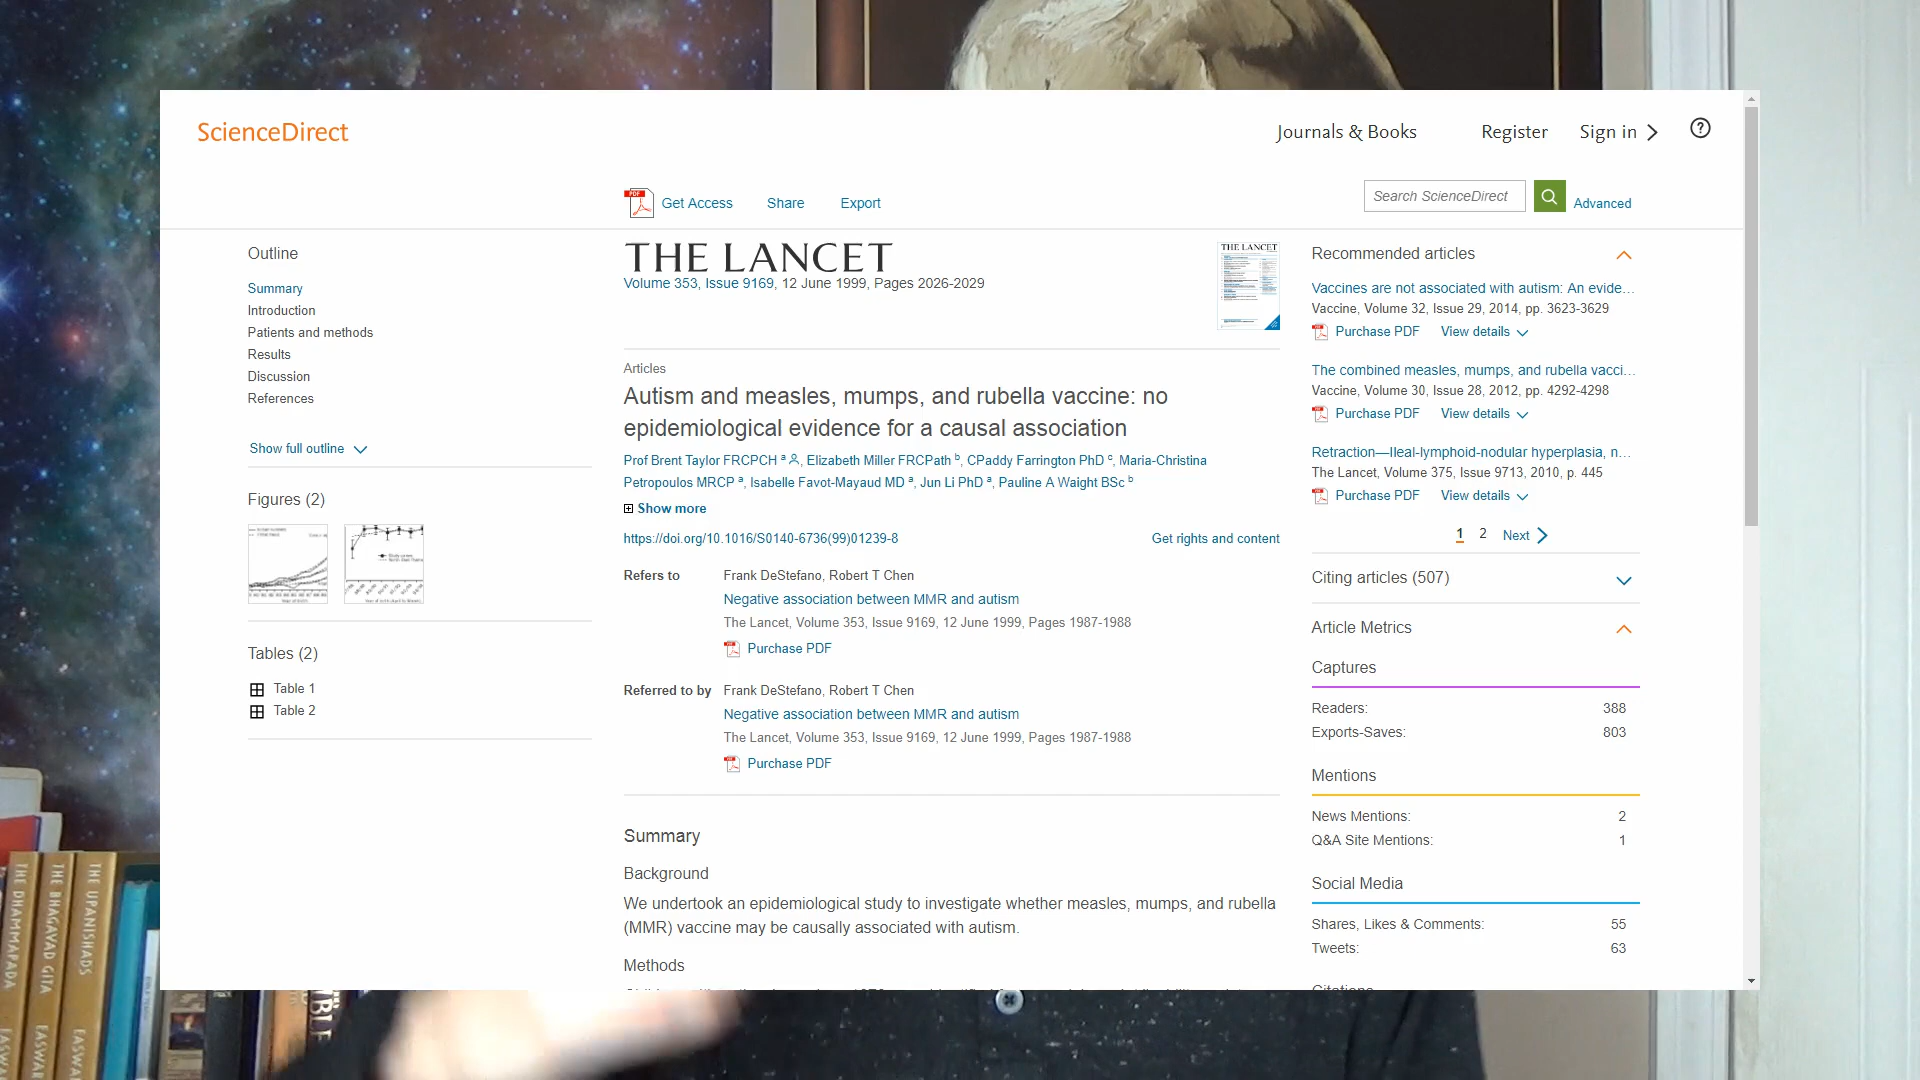 ScienceDirect
Journals & Books
Register
Sign in
?
PDF
Get Access
Share
Export
Search ScienceDirect
Advanced
Outline
Summary
Introduction
Patients and methods
Results
Discussion
References
Show full outline
Figures (2)
Tables (2)
Table 1
Table 2
THE LANCET
Volume 353, Issue 9169, 12 June 1999, Pages 2026-2029
THE LANCET
Articles
Autism and measles, mumps, and rubella vaccine: no
epidemiological evidence for a causal association
Prof Brent Taylor FRCPCH a, Elizabeth Miller FRCPath b, CPaddy Farrington PhD c, Maria-Christina
Petropoulos MRCP a, Isabelle Favot-Mayaud MD a, Jun Li PhD a, Pauline A Waight BSc b
Show more
https://doi.org/10.1016/S0140-6736(99)01239-8
Get rights and content
Refers to
Frank DeStefano, Robert T Chen
Negative association between MMR and autism
The Lancet, Volume 353, Issue 9169, 12 June 1999, Pages 1987-1988
Purchase PDF
Referred to by
Frank DeStefano, Robert T Chen
Negative association between MMR and autism
The Lancet, Volume 353, Issue 9169, 12 June 1999, Pages 1987-1988
Purchase PDF
Summary
Background
We undertook an epidemiological study to investigate whether measles, mumps, and rubella
(MMR) vaccine may be causally associated with autism.
Methods
Recommended articles
Vaccines are not associated with autism: An evide...
Vaccine, Volume 32, Issue 29, 2014, pp. 3623-3629
Purchase PDF
View details
The combined measles, mumps, and rubella vacci...
Vaccine, Volume 30, Issue 28, 2012, pp. 4292-4298
Purchase PDF
View details
Retraction—Ileal-lymphoid-nodular hyperplasia, n...
The Lancet, Volume 375, Issue 9713, 2010, p. 445
Purchase PDF
View details
1 2 Next
Citing articles (507)
Article Metrics
Captures
Readers: 388
Exports-Saves: 803
Mentions
News Mentions: 2
Q&A Site Mentions: 1
Social Media
Shares, Likes & Comments: 55
Tweets: 63
Citations
THE DHAMMAPADA
THE BHAGAVAD GITA
THE UPANISHADS